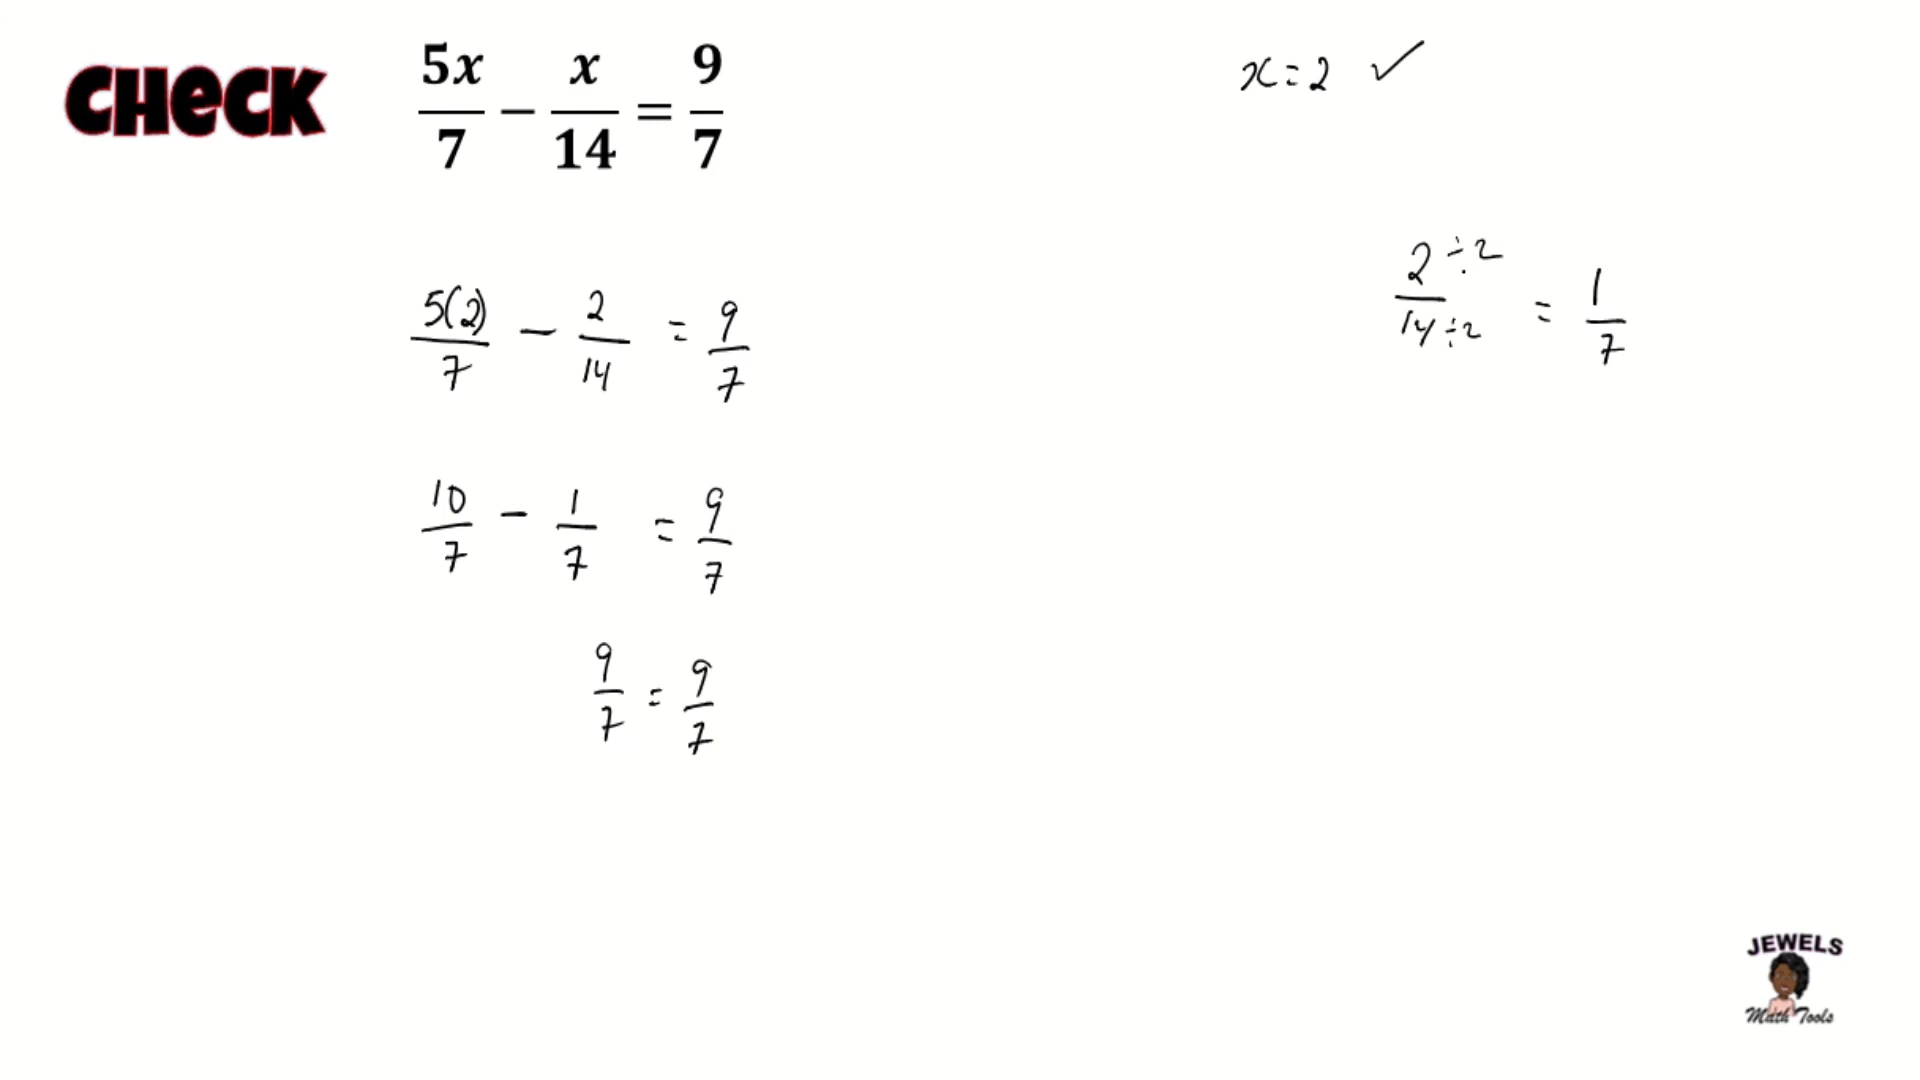 CHECK
5x/7 − x/14 = 9/7
x = 2 ✓
5(2)/7 − 2/14 = 9/7
2÷2/14÷2 = 1/7
10/7 − 1/7 = 9/7
9/7 = 9/7
JEWELS
Math Tools